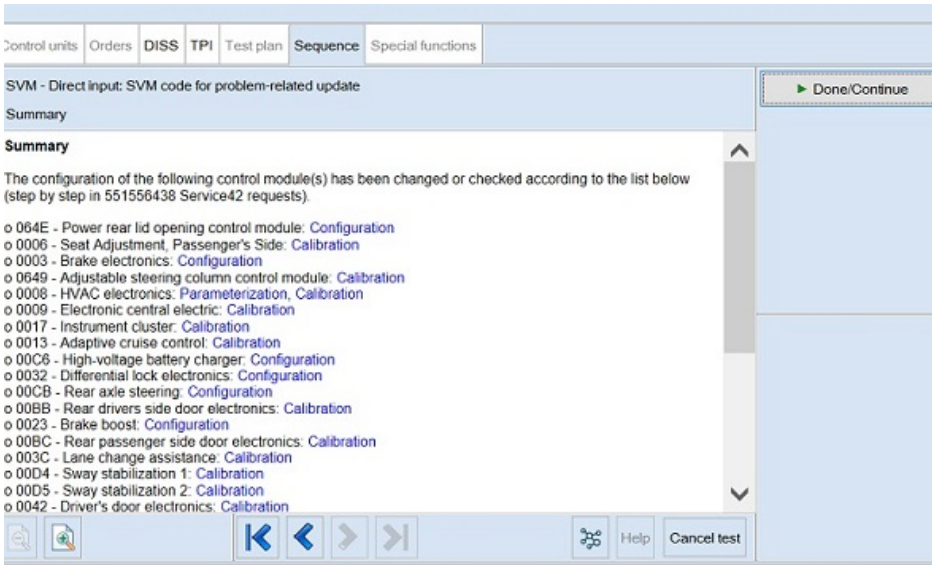 Control units Orders DISS TPI Test plan Sequence Special functions
SVM - Direct input: SVM code for problem-related update
Done/Continue
Summary
Summary
The configuration of the following control module(s) has been changed or checked according to the list below
(step by step in 551556438 Service42 requests).
o 064E - Power rear lid opening control module: Configuration
o 0006 - Seat Adjustment, Passenger's Side: Calibration
o 0003 - Brake electronics: Configuration
o 0649 - Adjustable steering column control module: Calibration
o 0008 - HVAC electronics: Parameterization, Calibration
o 0009 - Electronic central electric: Calibration
o 0017 - Instrument cluster: Calibration
o 0013 - Adaptive cruise control: Calibration
o 00C6 - High-voltage battery charger: Configuration
o 0032 - Differential lock electronics: Configuration
o 00CB - Rear axle steering: Configuration
o 00BB - Rear drivers side door electronics: Calibration
o 0023 - Brake boost: Configuration
o 00BC - Rear passenger side door electronics: Calibration
o 003C - Lane change assistance: Calibration
o 00D4 - Sway stabilization 1: Calibration
o 00D5 - Sway stabilization 2: Calibration
o 0042 - Driver's door electronics: Calibration
Help Cancel test